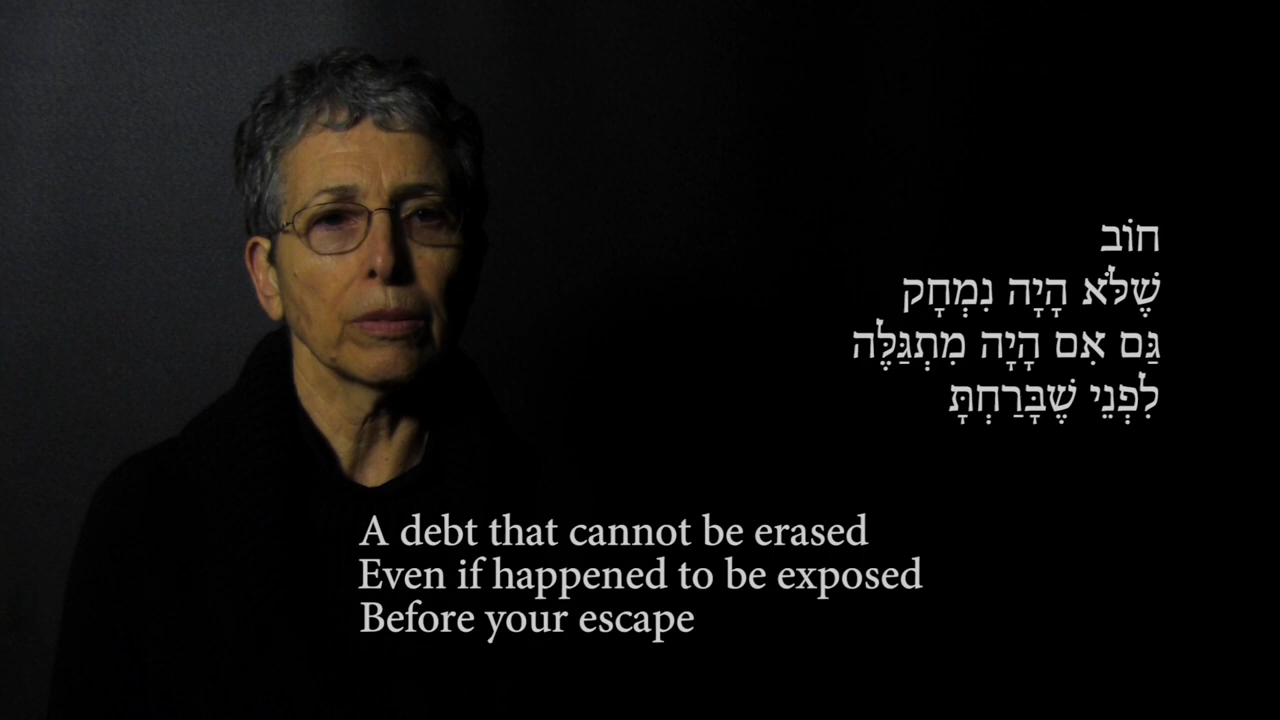 חוֹב
שֶׁלֹּא הָיָה נִמְחָק
גַּם אִם הָיָה מִתְגַּלֶּה
לִפְנֵי שֶׁבָּרַחְתָּ
A debt that cannot be erased
Even if happened to be exposed
Before your escape